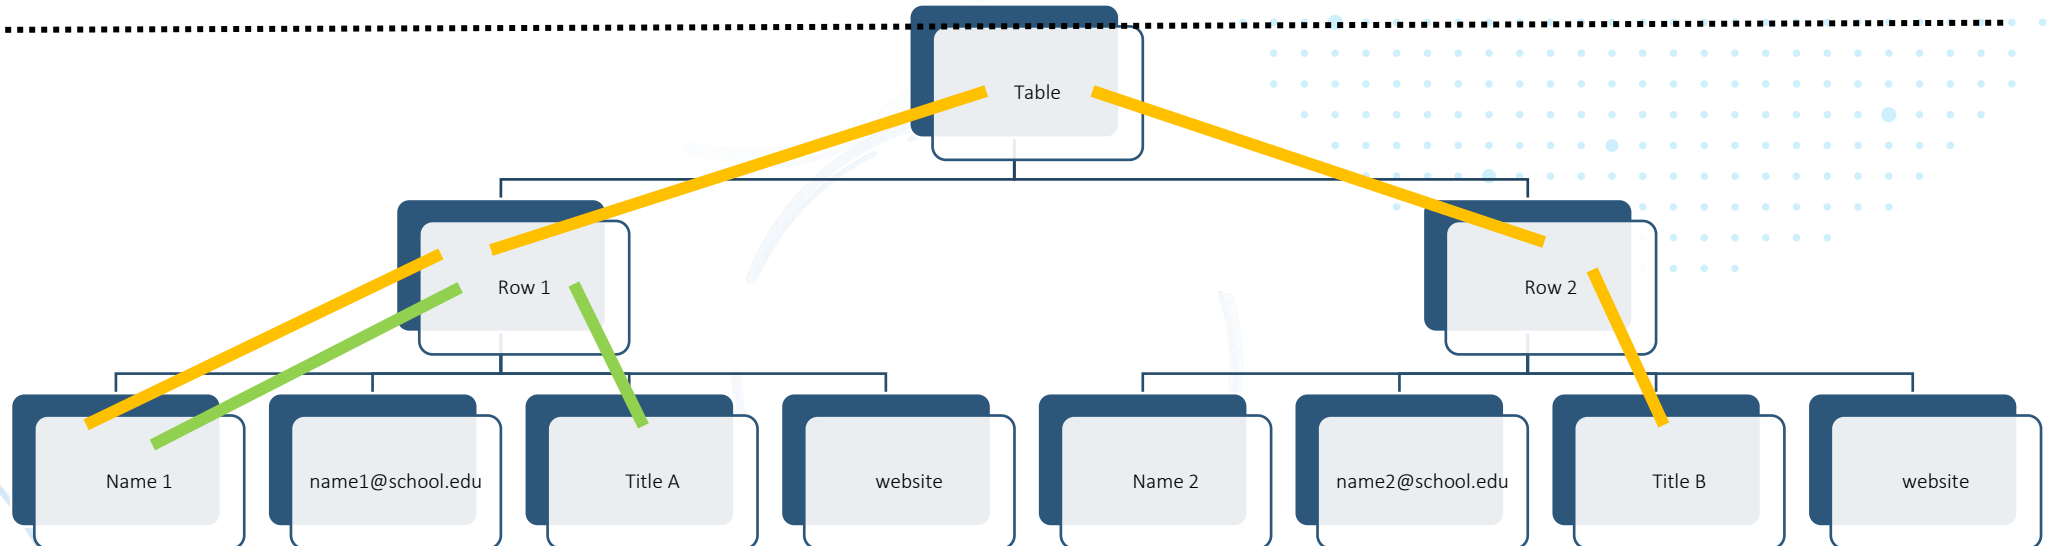 Table
Row 1
Row 2
Name 1
name1@school.edu
Title A
website
Name 2
name2@school.edu
Title B
website